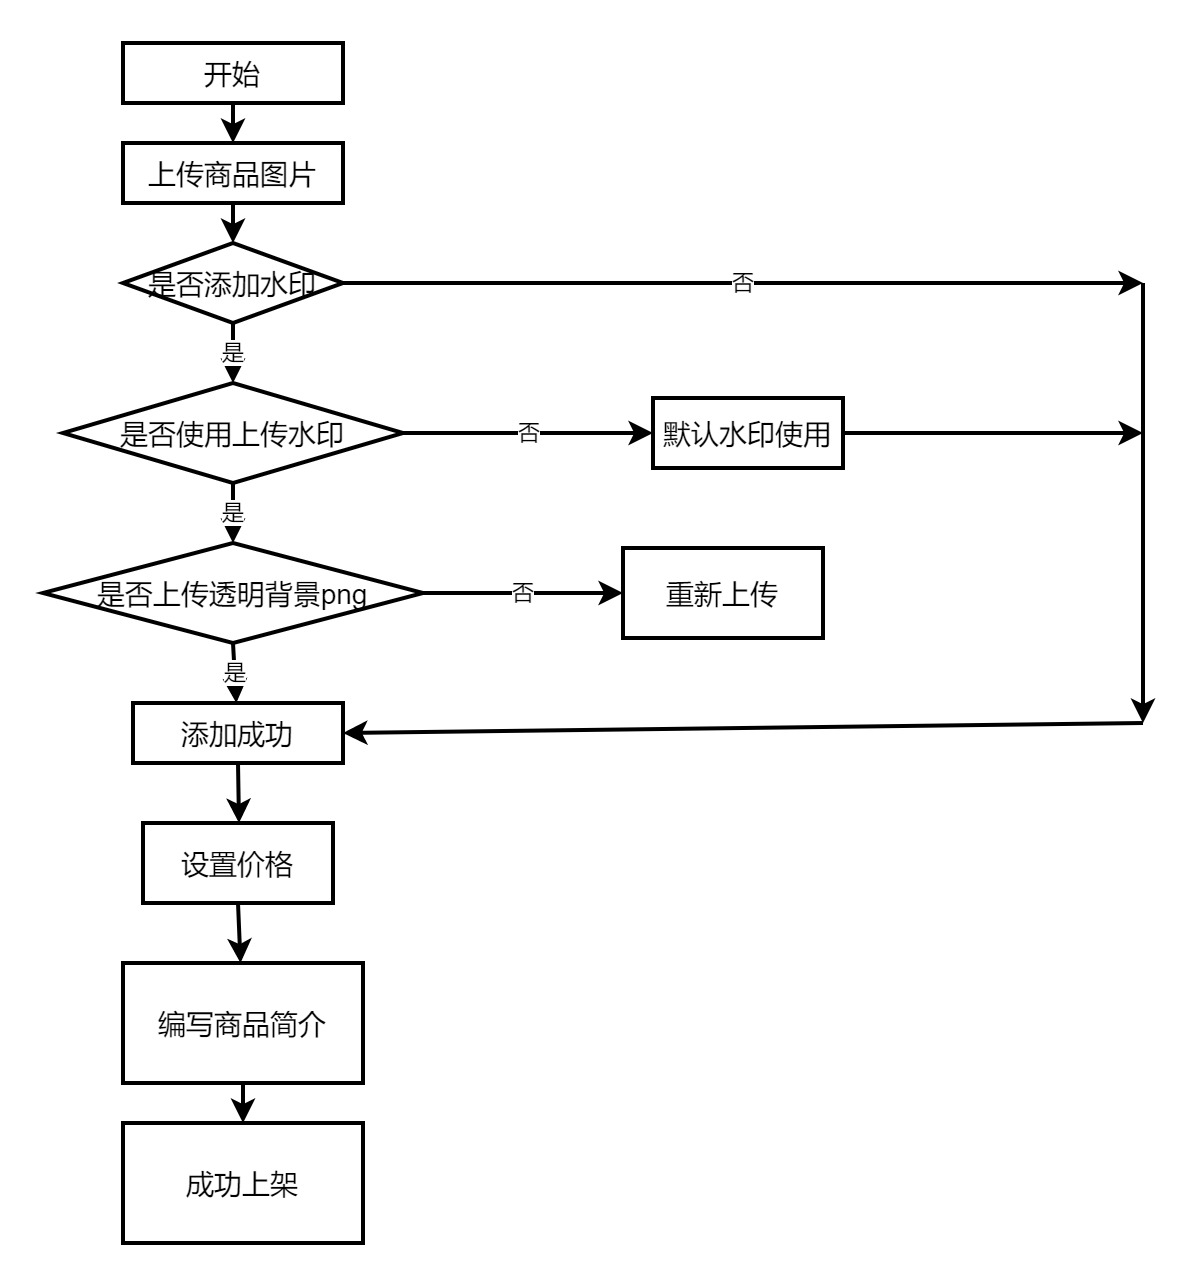 开始
上传商品图片
是否添加水印
否
是
是否使用上传水印
否
默认水印使用
是
是否上传透明背景png
否
重新上传
是
添加成功
设置价格
编写商品简介
成功上架